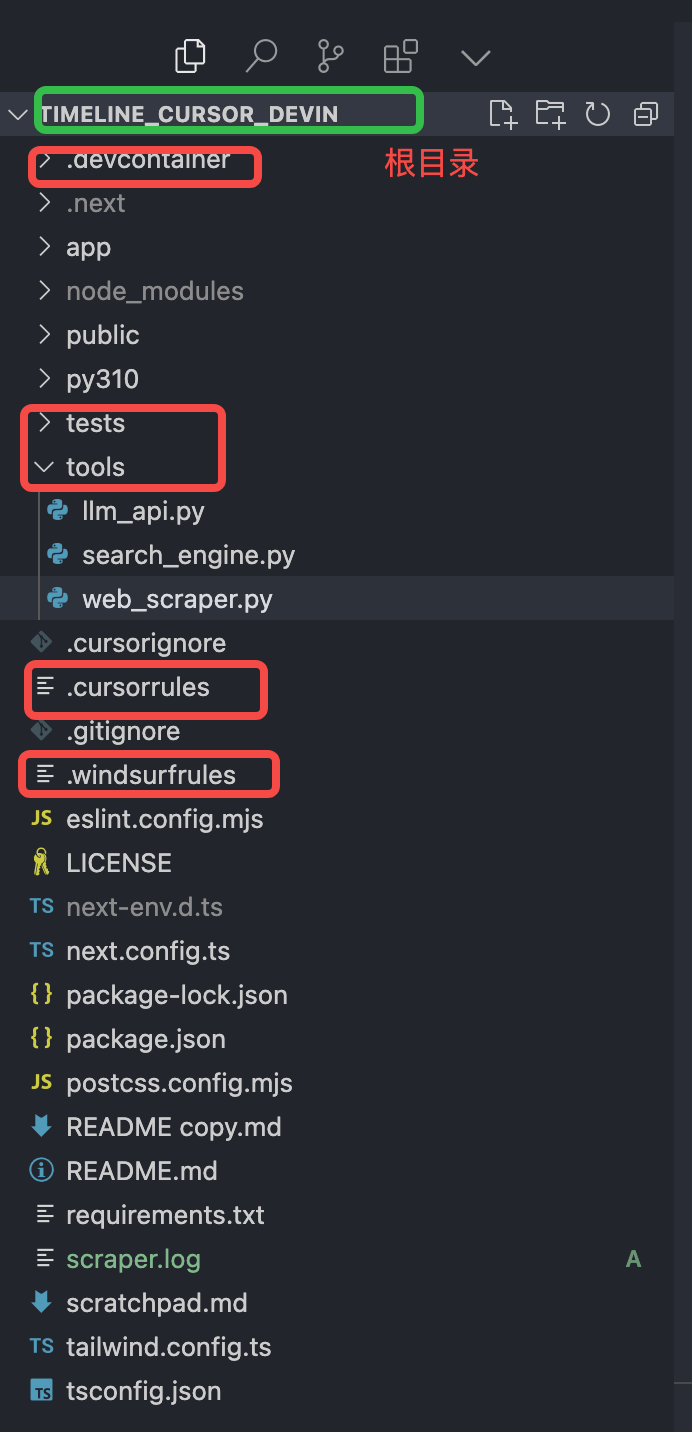 TIMELINE_CURSOR_DEVIN
.devcontainer
根目录
.next
app
node_modules
public
py310
tests
tools
llm_api.py
search_engine.py
web_scraper.py
.cursorignore
.cursorrules
.gitignore
.windsurfrules
JS eslint.config.mjs
LICENSE
TS next-env.d.ts
TS next.config.ts
{} package-lock.json
{} package.json
JS postcss.config.mjs
README copy.md
README.md
requirements.txt
scraper.log A
scratchpad.md
TS tailwind.config.ts
TS tsconfig.json